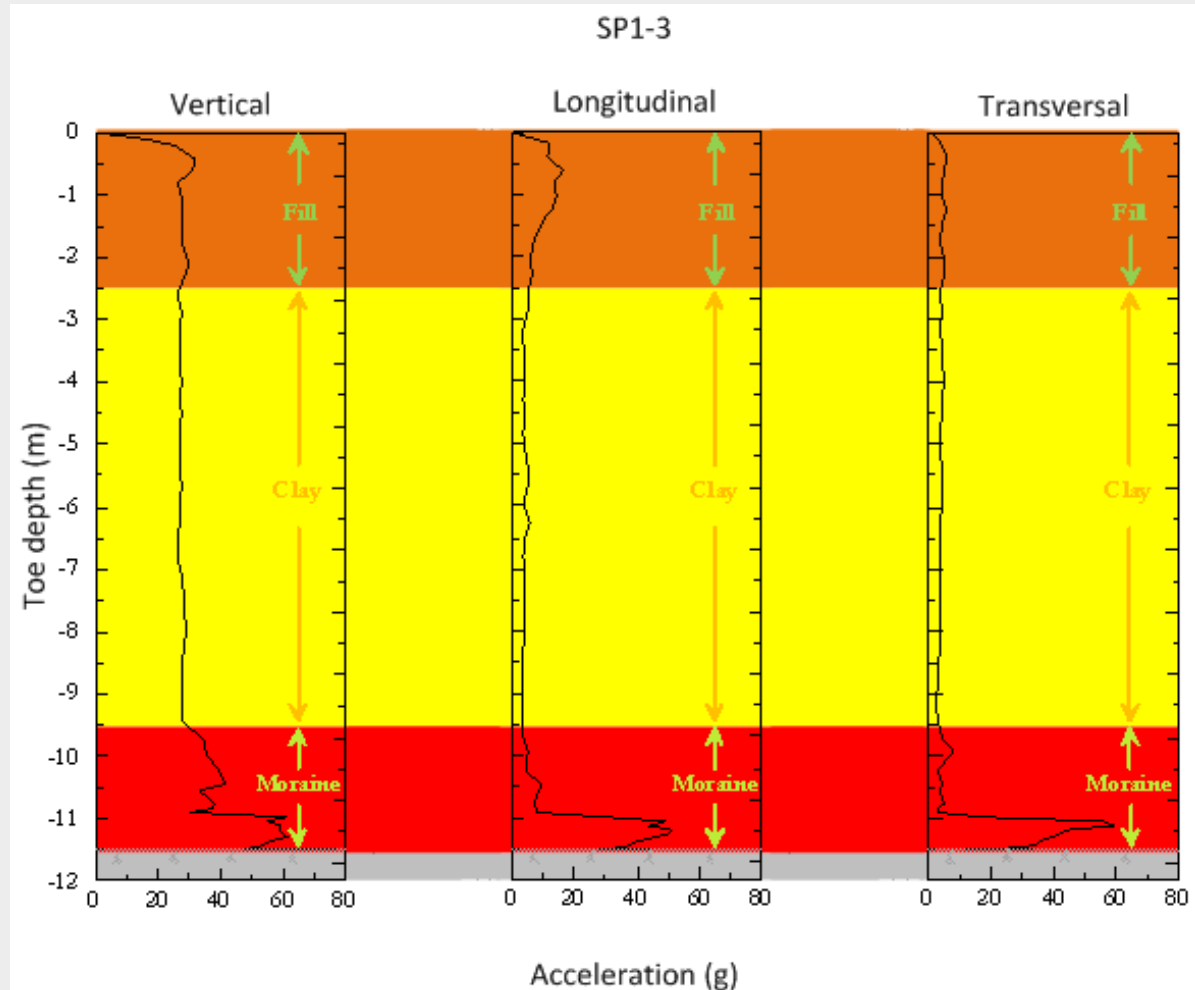 SP1-3
Vertical Longitudinal Transversal
0
-1
-2
-3
-4
-5
-6
-7
-8
-9
-10
-11
-12
Toe depth (m)
Fill Fill Fill
Clay Clay Clay
Moraine Moraine Moraine
0 20 40 60 80 0 20 40 60 80 0 20 40 60 80
Acceleration (g)